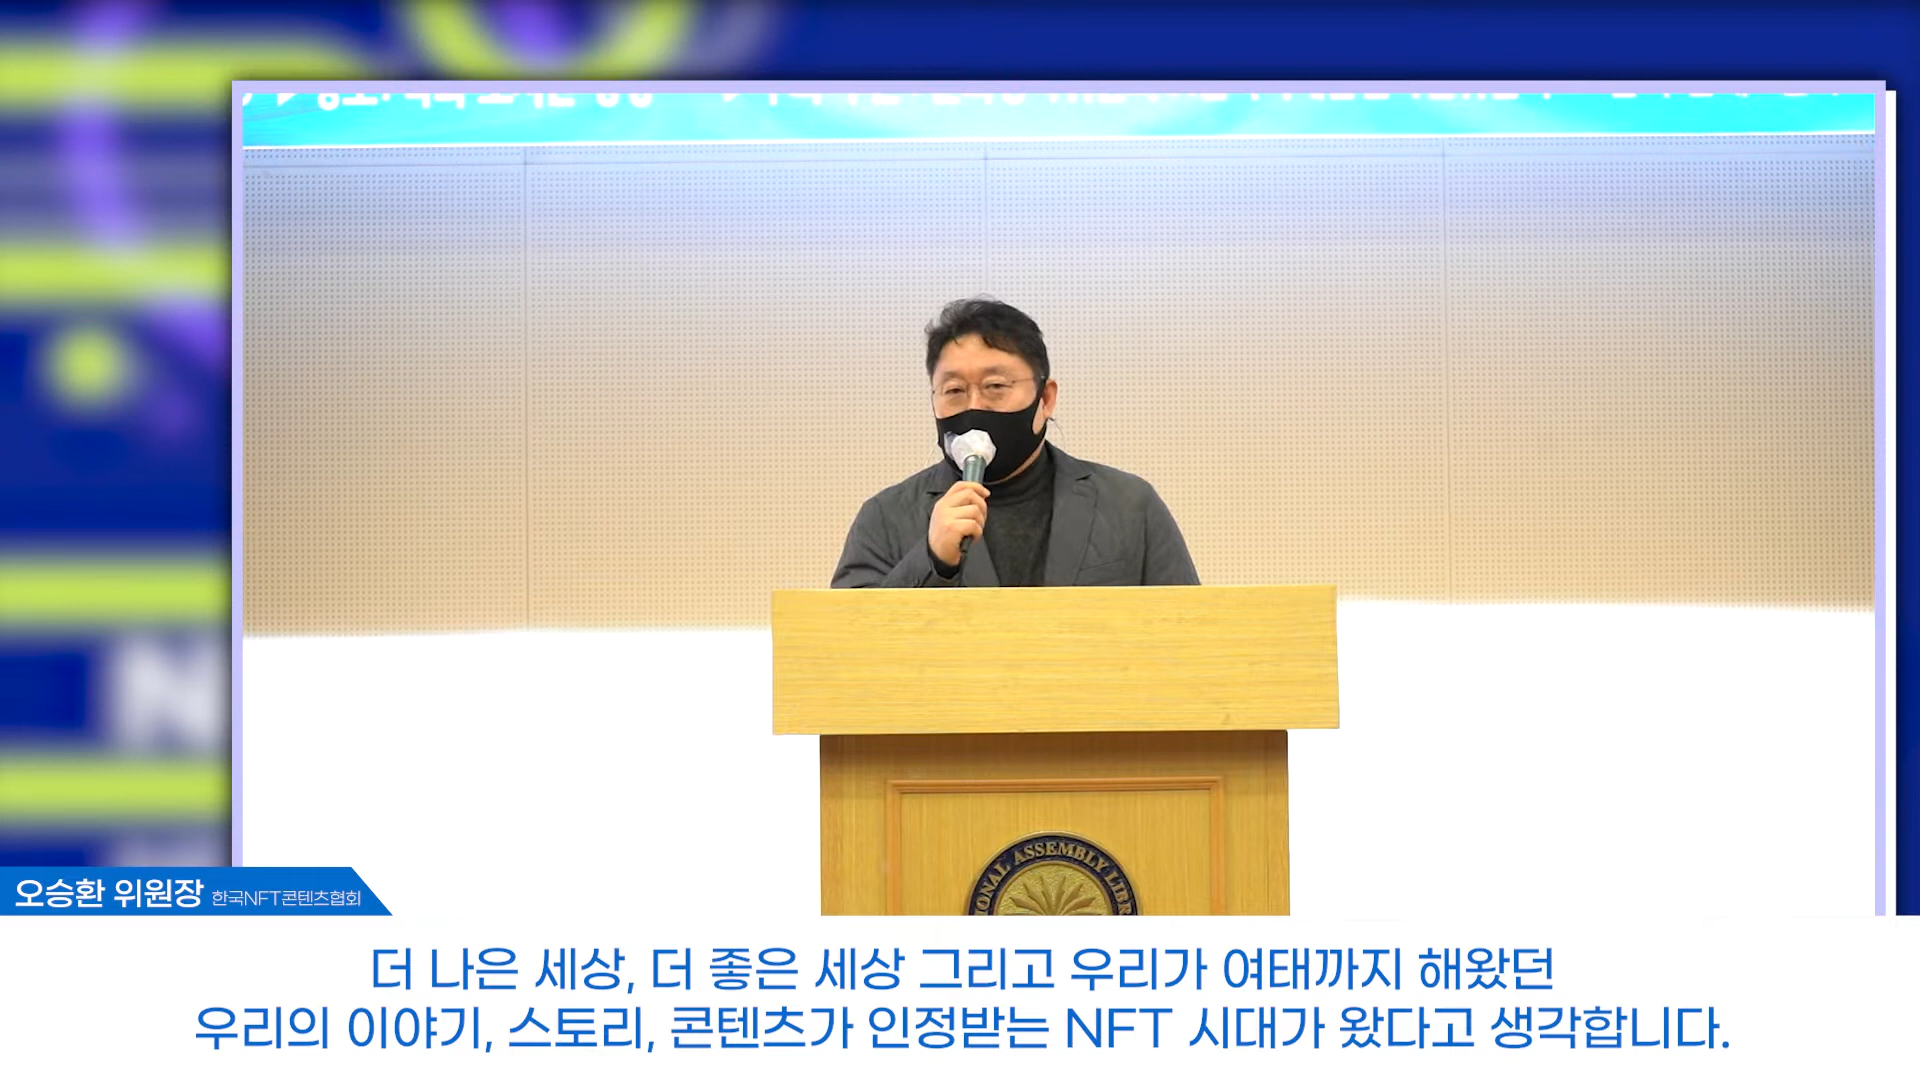 오승환 위원장 한국NFT콘텐츠협회
더 나은 세상, 더 좋은 세상 그리고 우리가 여태까지 해왔던
우리의 이야기, 스토리, 콘텐츠가 인정받는 NFT 시대가 왔다고 생각합니다.
ASSEMBLY